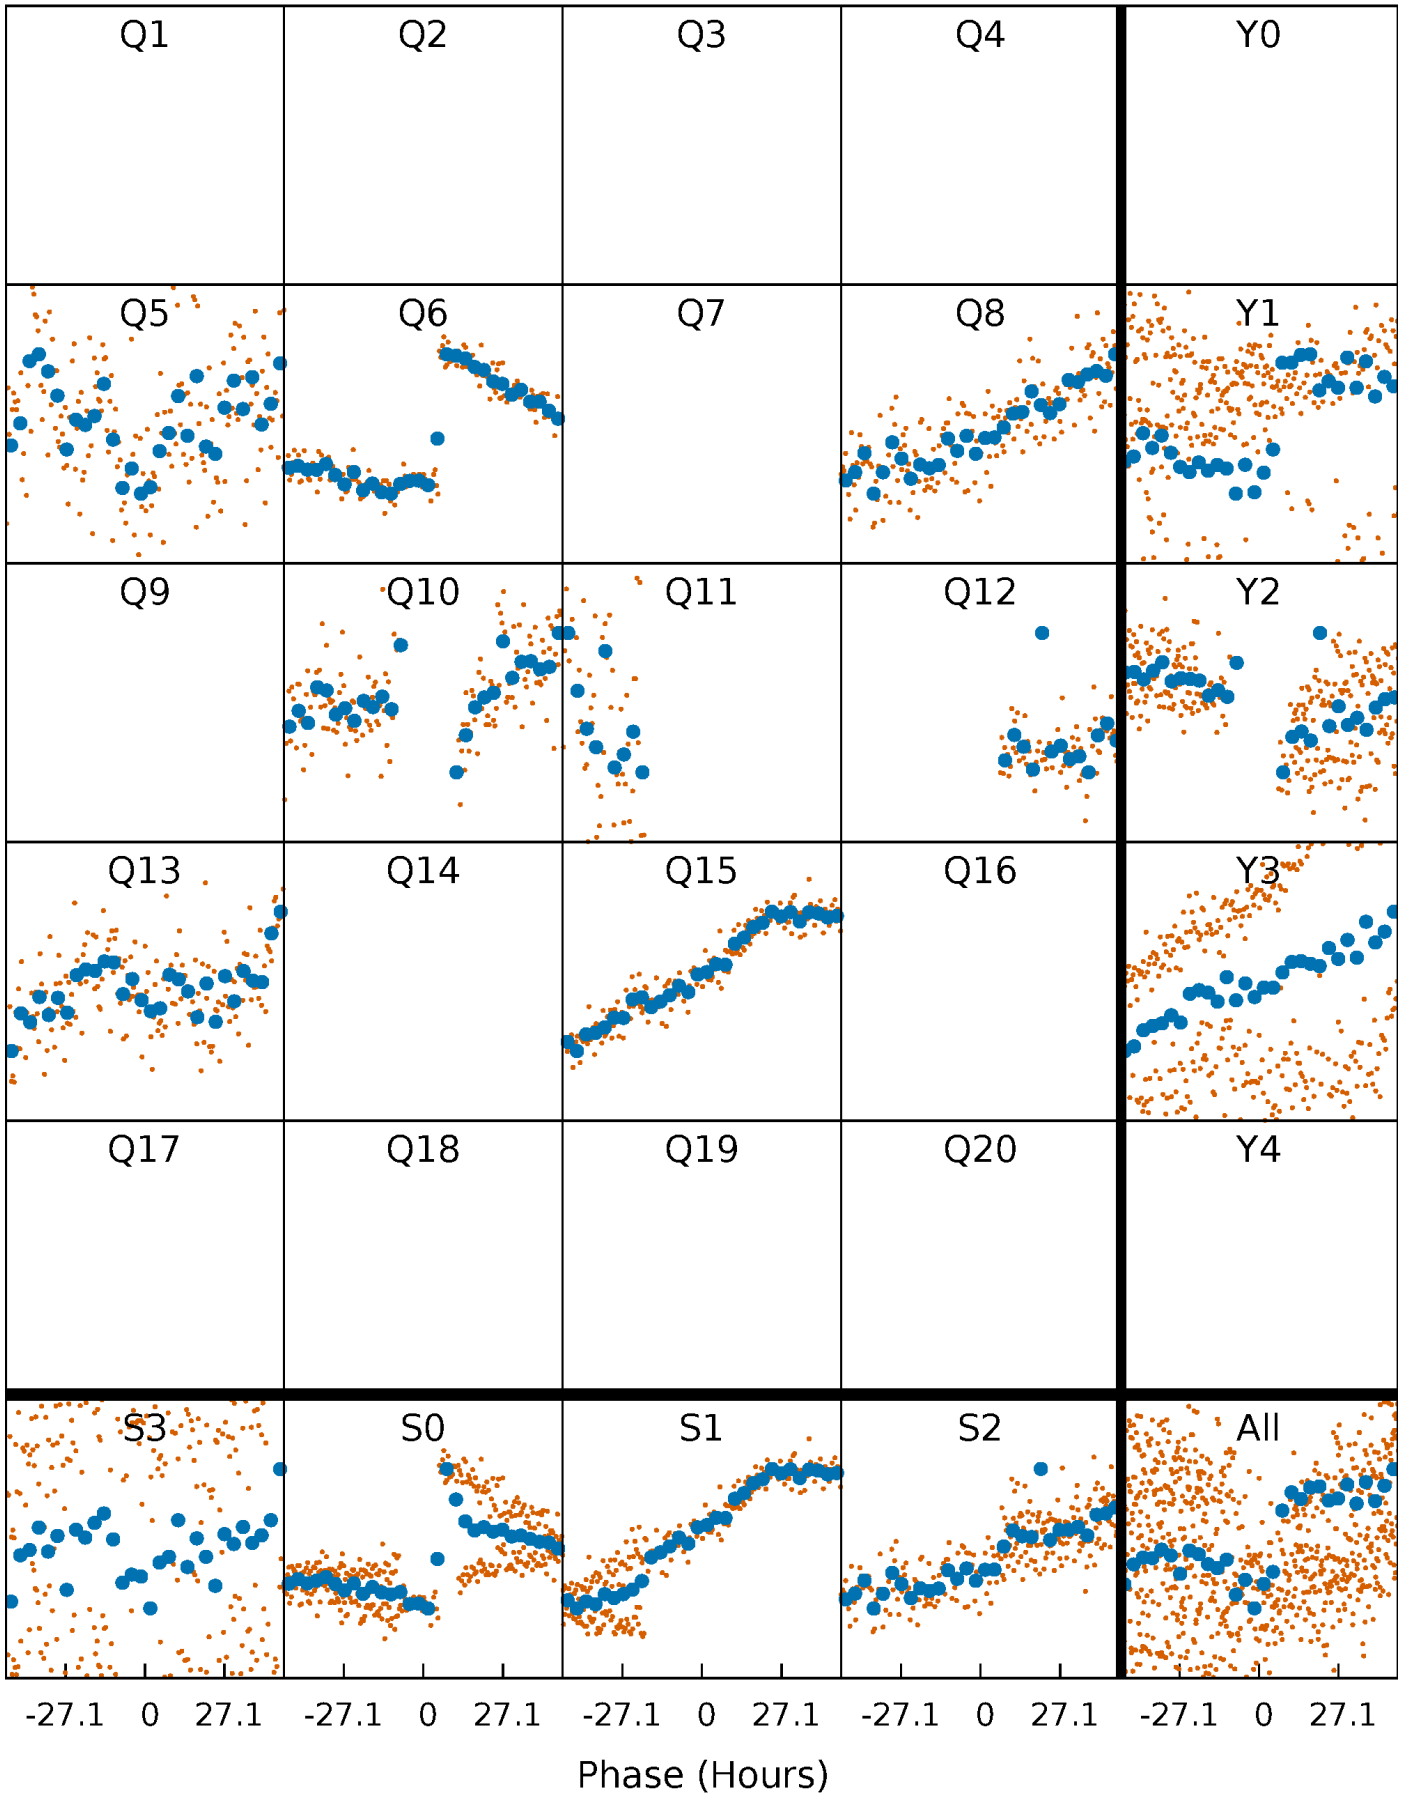 Q1 Q2 Q3 Q4 Y0
Q5 Q6 Q7 Q8 Y1
Q9 Q10 Q11 Q12 Y2
Q13 Q14 Q15 Q16 Y3
Q17 Q18 Q19 Q20 Y4
S3 S0 S1 S2 All
-27.1 0 27.1 -27.1 0 27.1 -27.1 0 27.1 -27.1 0 27.1 -27.1 0 27.1
Phase (Hours)